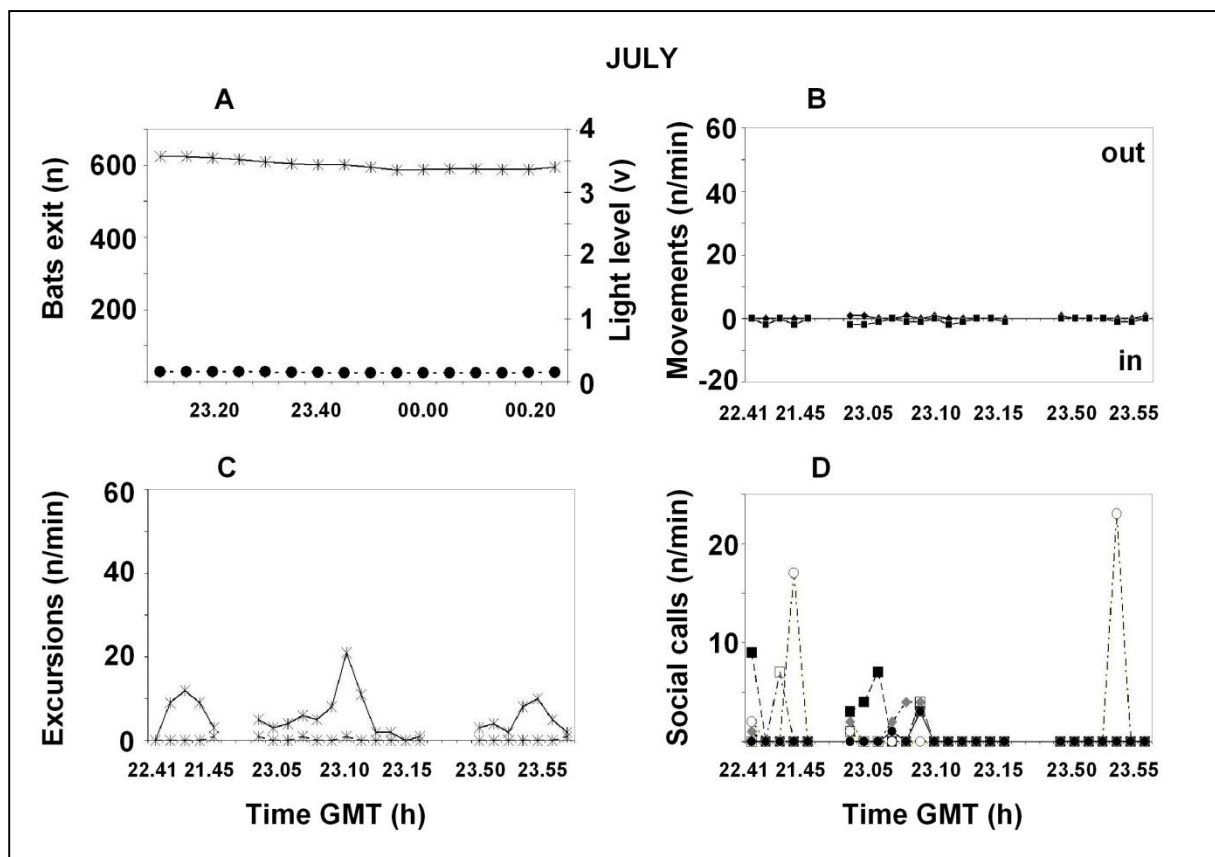 JULY
A
Bats exit (n)
600
400
200
Light level (v)
4
3
2
1
0
23.20 23.40 00.00 00.20
B
Movements (n/min)
60
40
20
0
-20
out
in
22.41 21.45 23.05 23.10 23.15 23.50 23.55
C
Excursions (n/min)
60
40
20
0
22.41 21.45 23.05 23.10 23.15 23.50 23.55
Time GMT (h)
D
Social calls (n/min)
20
10
22.41 21.45 23.05 23.10 23.15 23.50 23.55
Time GMT (h)